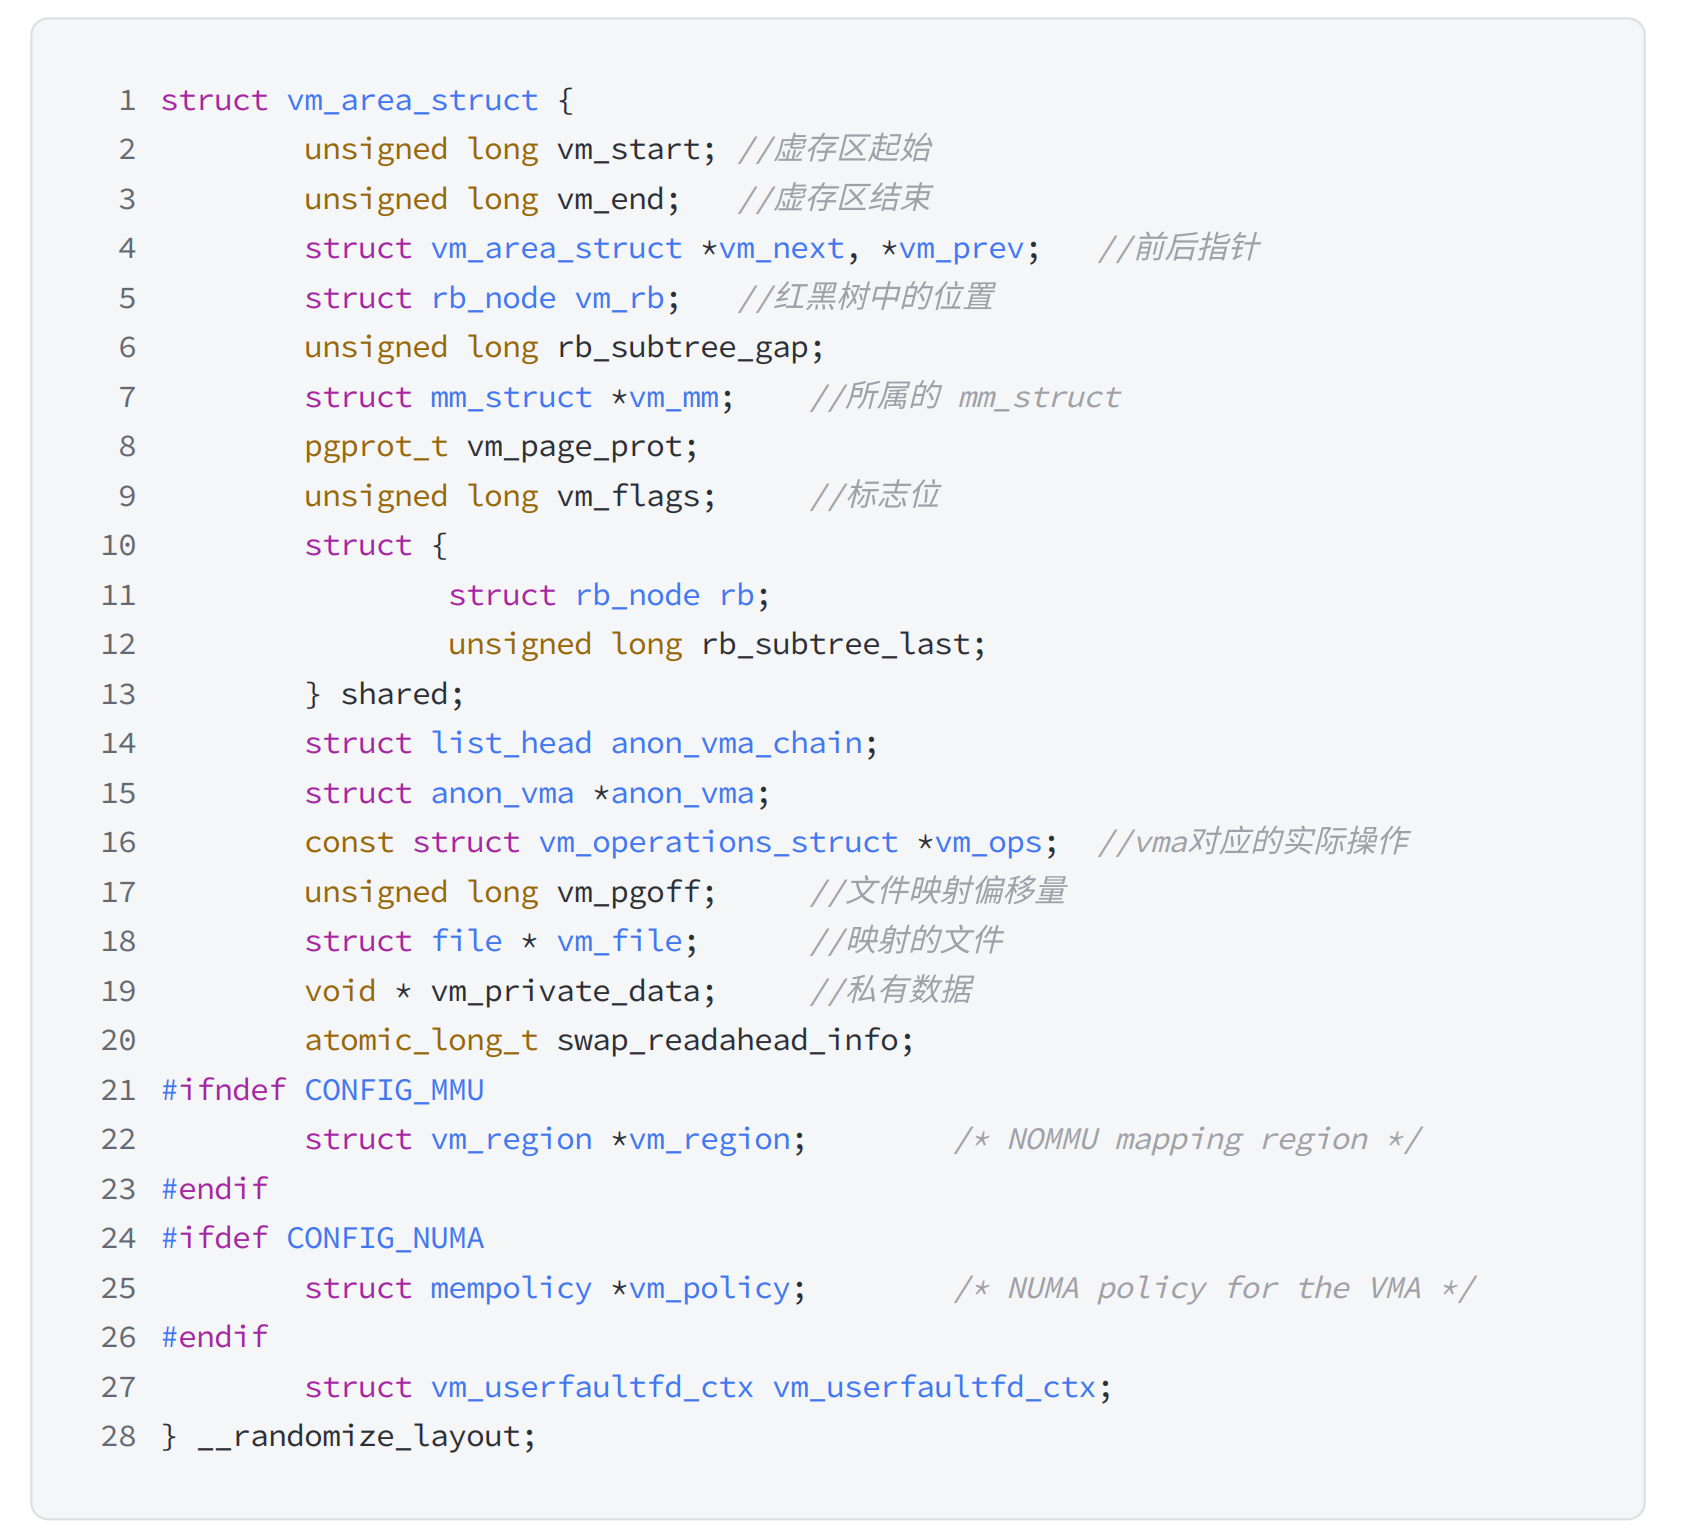 1 struct vm_area_struct {
2 unsigned long vm_start; //虚存区起始
3 unsigned long vm_end; //虚存区结束
4 struct vm_area_struct *vm_next, *vm_prev; //前后指针
5 struct rb_node vm_rb; //红黑树中的位置
6 unsigned long rb_subtree_gap;
7 struct mm_struct *vm_mm; //所属的 mm_struct
8 pgprot_t vm_page_prot;
9 unsigned long vm_flags; //标志位
10 struct {
11 struct rb_node rb;
12 unsigned long rb_subtree_last;
13 } shared;
14 struct list_head anon_vma_chain;
15 struct anon_vma *anon_vma;
16 const struct vm_operations_struct *vm_ops; //vma对应的实际操作
17 unsigned long vm_pgoff; //文件映射偏移量
18 struct file * vm_file; //映射的文件
19 void * vm_private_data; //私有数据
20 atomic_long_t swap_readahead_info;
21 #ifndef CONFIG_MMU
22 struct vm_region *vm_region; /* NOMMU mapping region */
23 #endif
24 #ifdef CONFIG_NUMA
25 struct mempolicy *vm_policy; /* NUMA policy for the VMA */
26 #endif
27 struct vm_userfaultfd_ctx vm_userfaultfd_ctx;
28 } __randomize_layout;